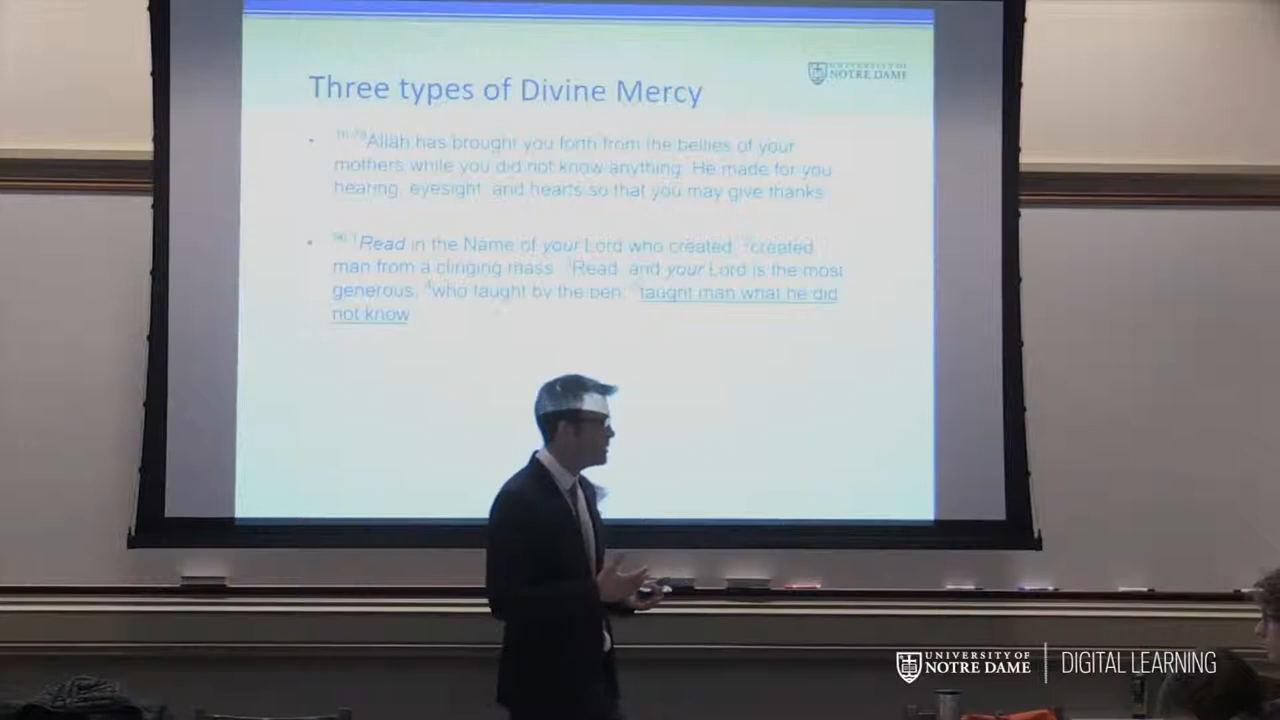 UNIVERSITY OF
NOTRE DAME
Three types of Divine Mercy
• Allāh has brought you forth from the bellies of your
mothers while you did not know anything. He made for you
hearing, eyesight, and hearts so that you may give thanks
• Read in the Name of your Lord who created, created
man from a clinging mass. Read, and your Lord is the most
generous, 4who taught by the pen, taught man what he did
not know
UNIVERSITY OF
NOTRE DAME
DIGITAL LEARNING